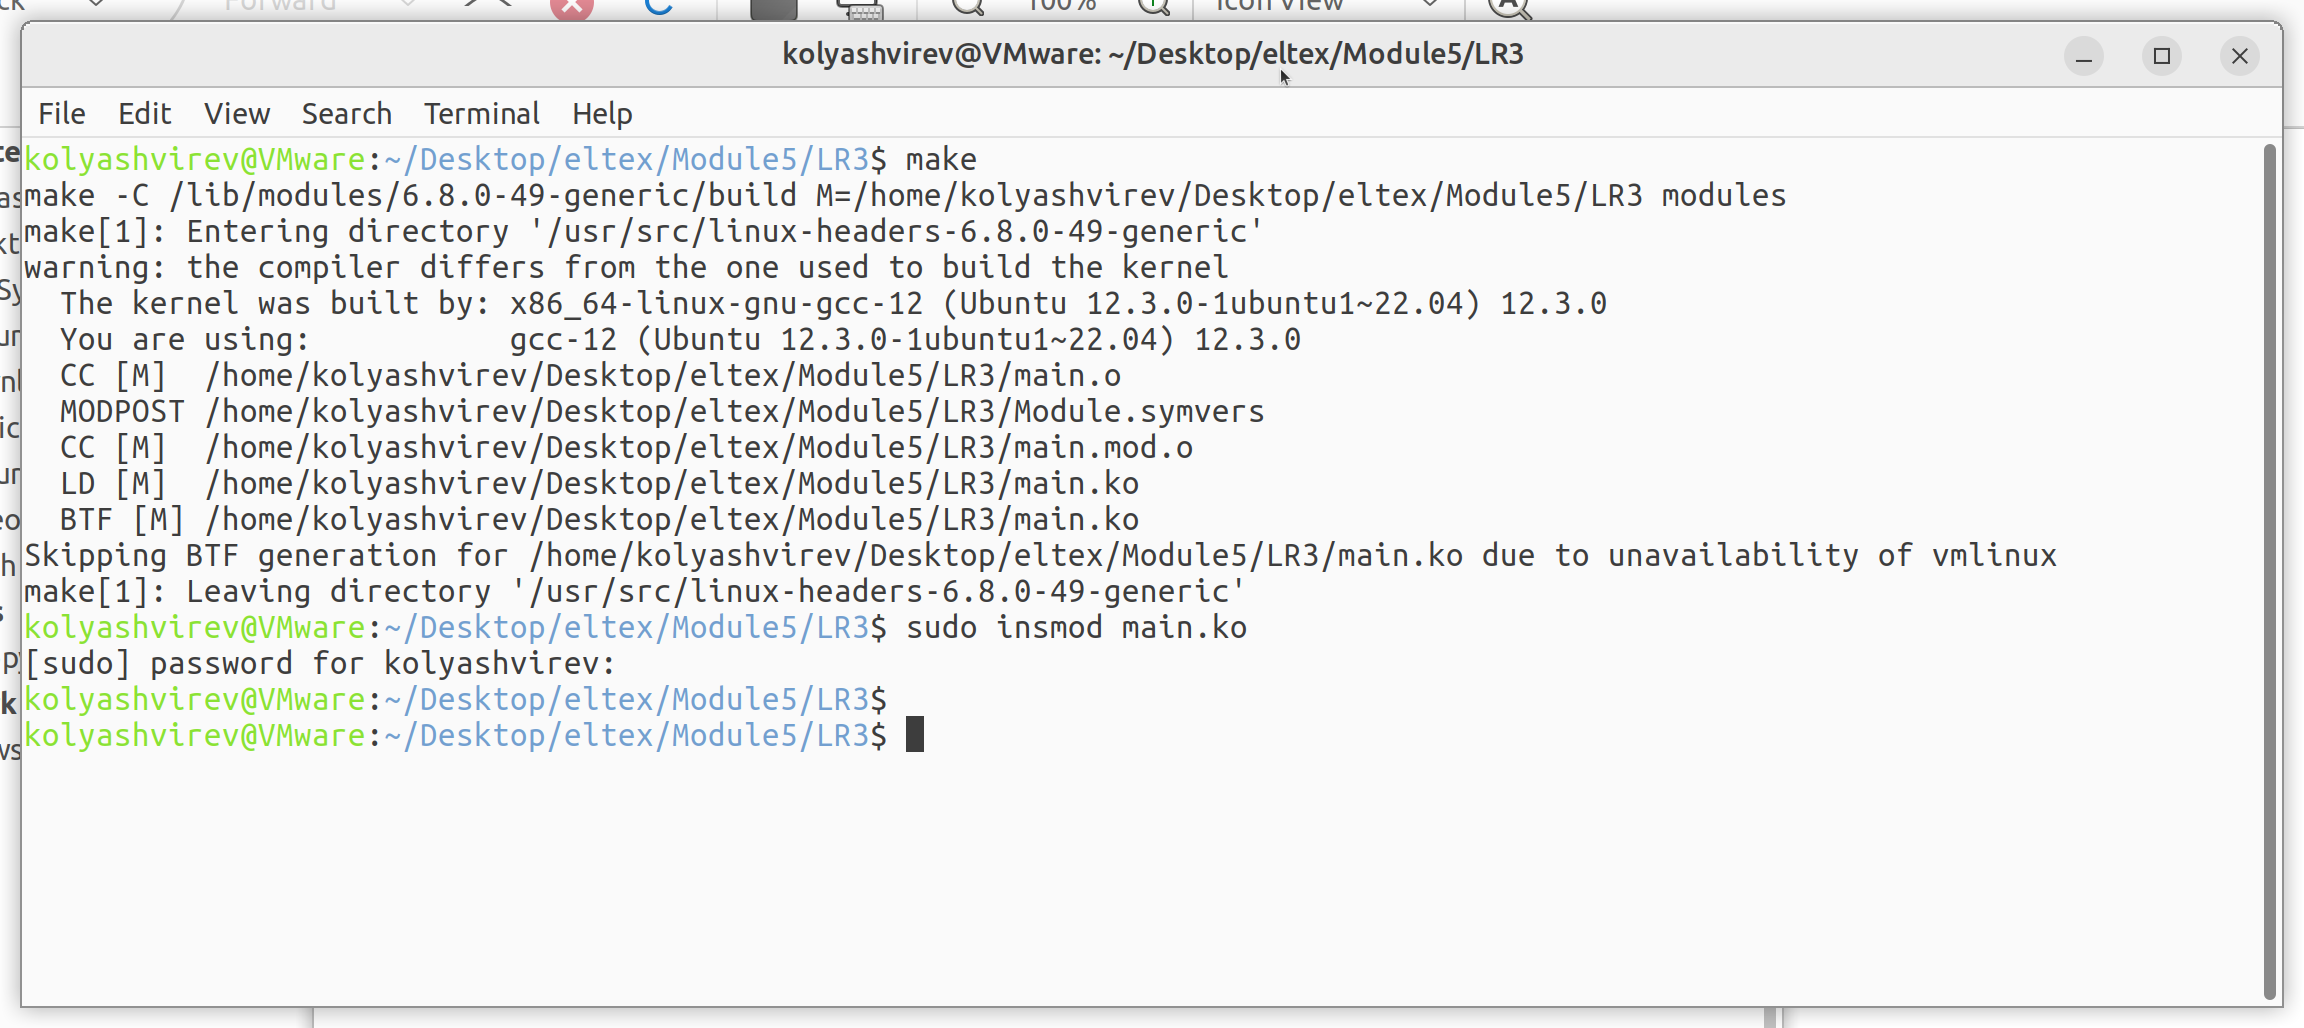 Forward
100%
Icon View
kolyashvirev@VMware: ~/Desktop/eltex/Module5/LR3
File Edit View Search Terminal Help
kolyashvirev@VMware:~/Desktop/eltex/Module5/LR3$ make
make -C /lib/modules/6.8.0-49-generic/build M=/home/kolyashvirev/Desktop/eltex/Module5/LR3 modules
make[1]: Entering directory '/usr/src/linux-headers-6.8.0-49-generic'
warning: the compiler differs from the one used to build the kernel
  The kernel was built by: x86_64-linux-gnu-gcc-12 (Ubuntu 12.3.0-1ubuntu1~22.04) 12.3.0
  You are using:           gcc-12 (Ubuntu 12.3.0-1ubuntu1~22.04) 12.3.0
  CC [M]  /home/kolyashvirev/Desktop/eltex/Module5/LR3/main.o
  MODPOST /home/kolyashvirev/Desktop/eltex/Module5/LR3/Module.symvers
  CC [M]  /home/kolyashvirev/Desktop/eltex/Module5/LR3/main.mod.o
  LD [M]  /home/kolyashvirev/Desktop/eltex/Module5/LR3/main.ko
  BTF [M] /home/kolyashvirev/Desktop/eltex/Module5/LR3/main.ko
Skipping BTF generation for /home/kolyashvirev/Desktop/eltex/Module5/LR3/main.ko due to unavailability of vmlinux
make[1]: Leaving directory '/usr/src/linux-headers-6.8.0-49-generic'
kolyashvirev@VMware:~/Desktop/eltex/Module5/LR3$ sudo insmod main.ko
[sudo] password for kolyashvirev:
kolyashvirev@VMware:~/Desktop/eltex/Module5/LR3$
kolyashvirev@VMware:~/Desktop/eltex/Module5/LR3$